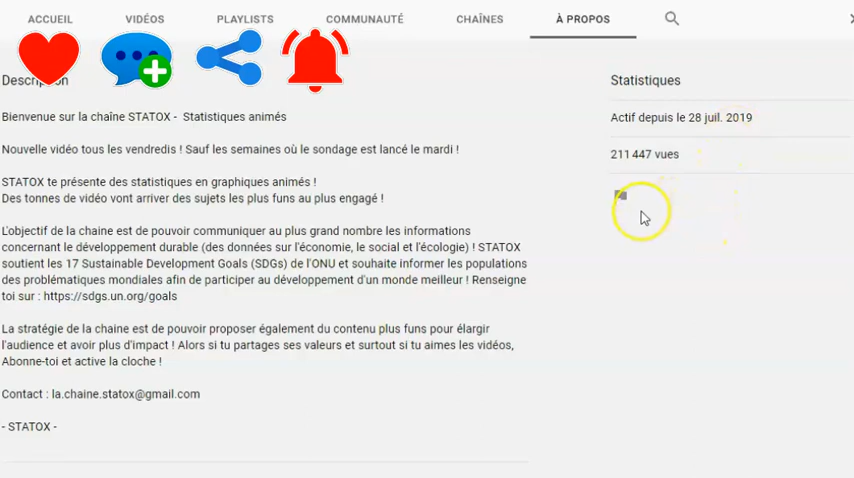 ACCUEIL VIDÉOS PLAYLISTS COMMUNAUTÉ CHAÎNES À PROPOS
Description
Bienvenue sur la chaîne STATOX - Statistiques animés
Nouvelle vidéo tous les vendredis ! Sauf les semaines où le sondage est lancé le mardi !
STATOX te présente des statistiques en graphiques animés !
Des tonnes de vidéo vont arriver des sujets les plus funs au plus engagé !
L'objectif de la chaine est de pouvoir communiquer au plus grand nombre les informations
concernant le développement durable (des données sur l'économie, le social et l'écologie) ! STATOX
soutient les 17 Sustainable Development Goals (SDGs) de l'ONU et souhaite informer les populations
des problématiques mondiales afin de participer au développement d'un monde meilleur ! Renseigne
toi sur : https://sdgs.un.org/goals
La stratégie de la chaine est de pouvoir proposer également du contenu plus funs pour élargir
l'audience et avoir plus d'impact ! Alors si tu partages ses valeurs et surtout si tu aimes les vidéos,
Abonne-toi et active la cloche !
Contact : la.chaine.statox@gmail.com
- STATOX -
Statistiques
Actif depuis le 28 juil. 2019
211 447 vues